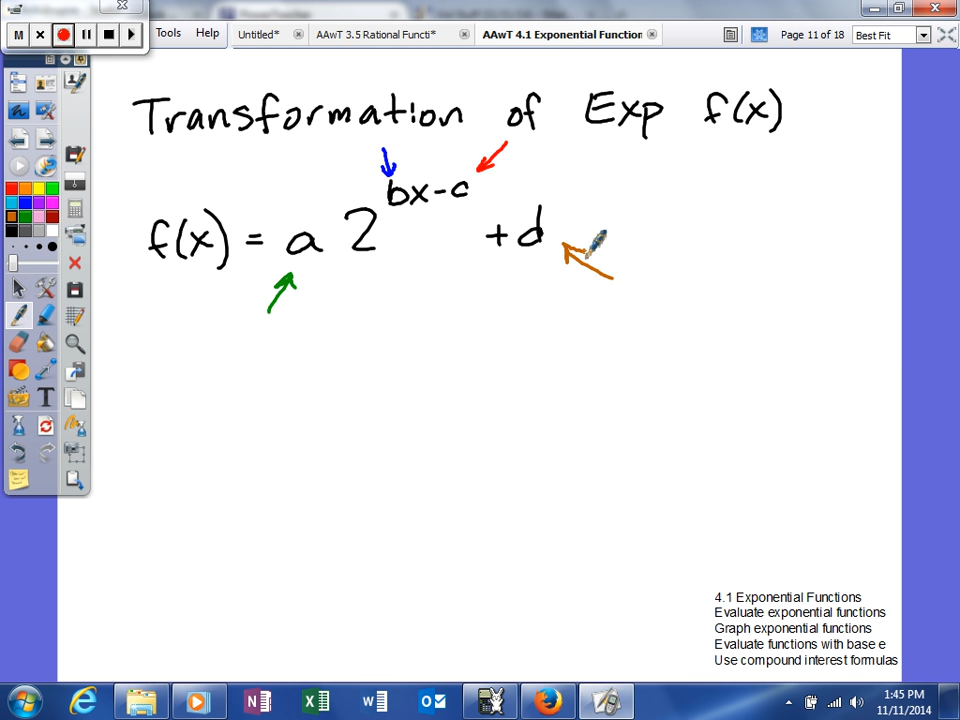 M
Tools Help
Untitled* AAwT 3.5 Rational Functi* AAwT 4.1 Exponential Function
Page 11 of 18 Best Fit
Transformation of Exp f(x)
f(x) = a 2^{bx-c} + d
4.1 Exponential Functions
Evaluate exponential functions
Graph exponential functions
Evaluate functions with base e
Use compound interest formulas
1:45 PM
11/11/2014